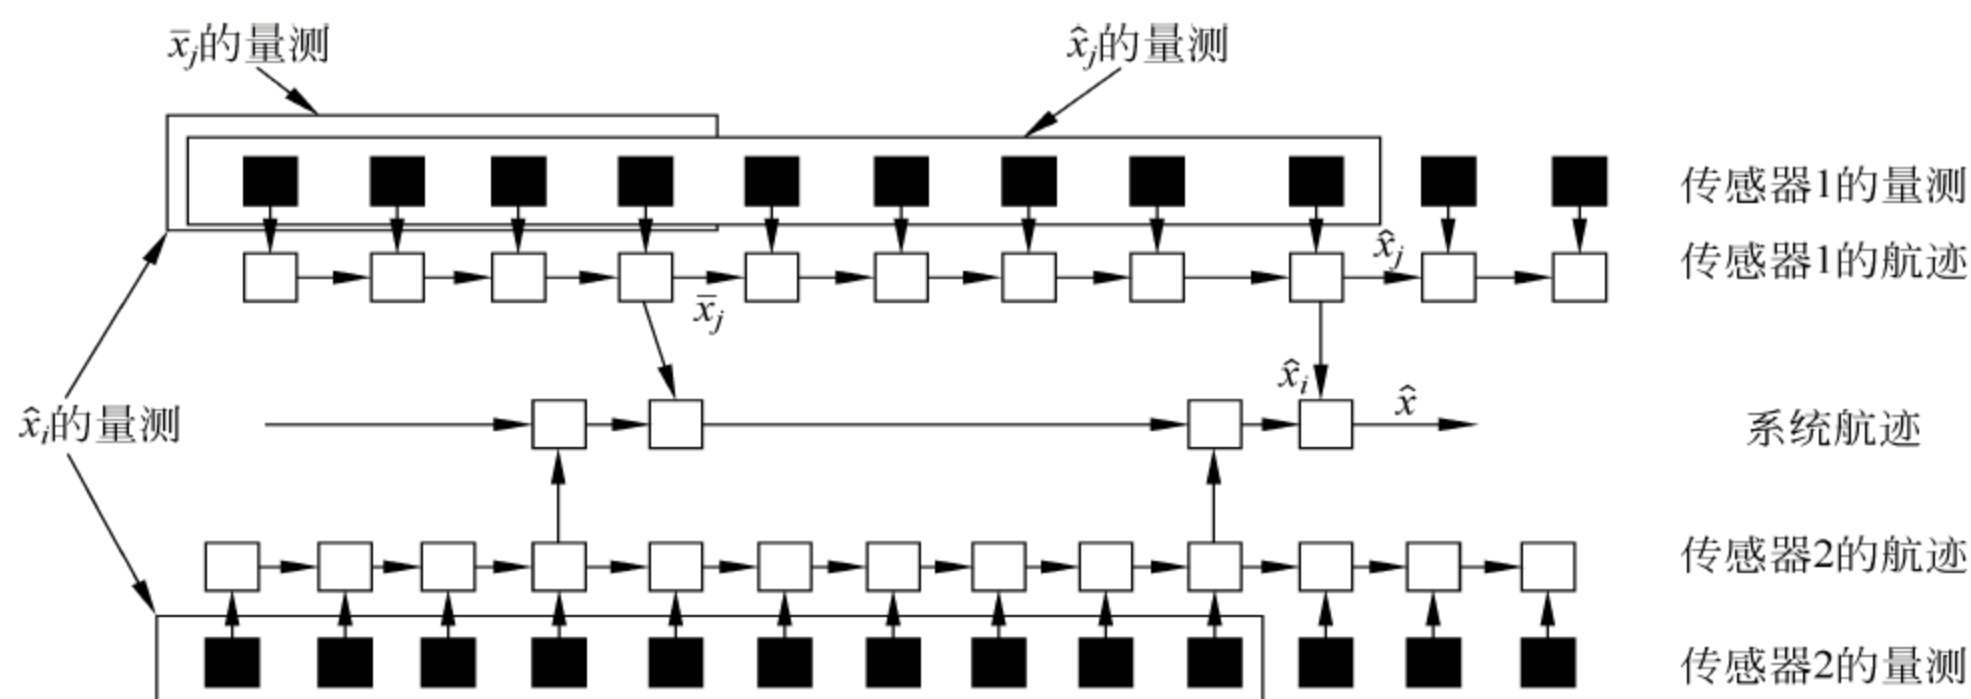 x̄ⱼ的量测
x̂ⱼ的量测
传感器1的量测
x̂ⱼ
传感器1的航迹
x̄ⱼ
x̂ᵢ
x̂
x̂ᵢ的量测
系统航迹
传感器2的航迹
传感器2的量测